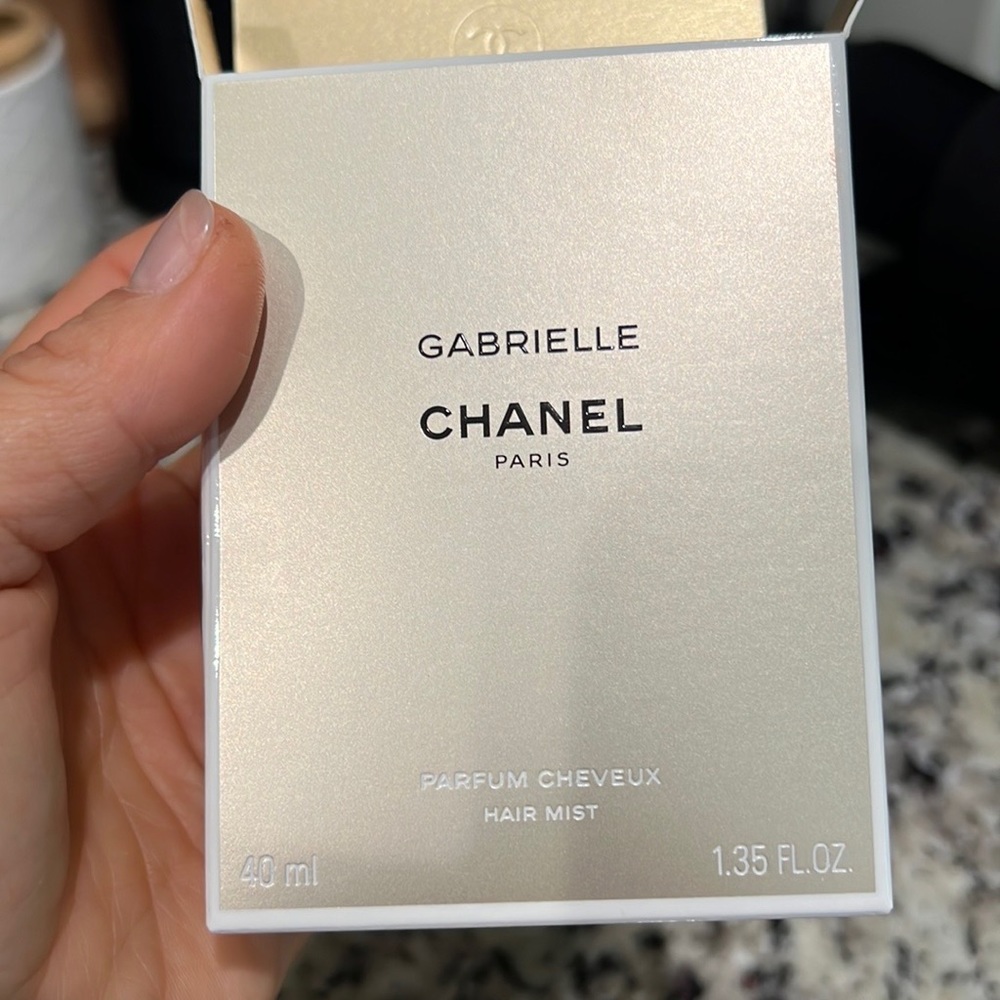 GABRIELLE
CHANEL
PARIS
PARFUM CHEVEUX
HAIR MIST
40 ml
1.35 FL.OZ.